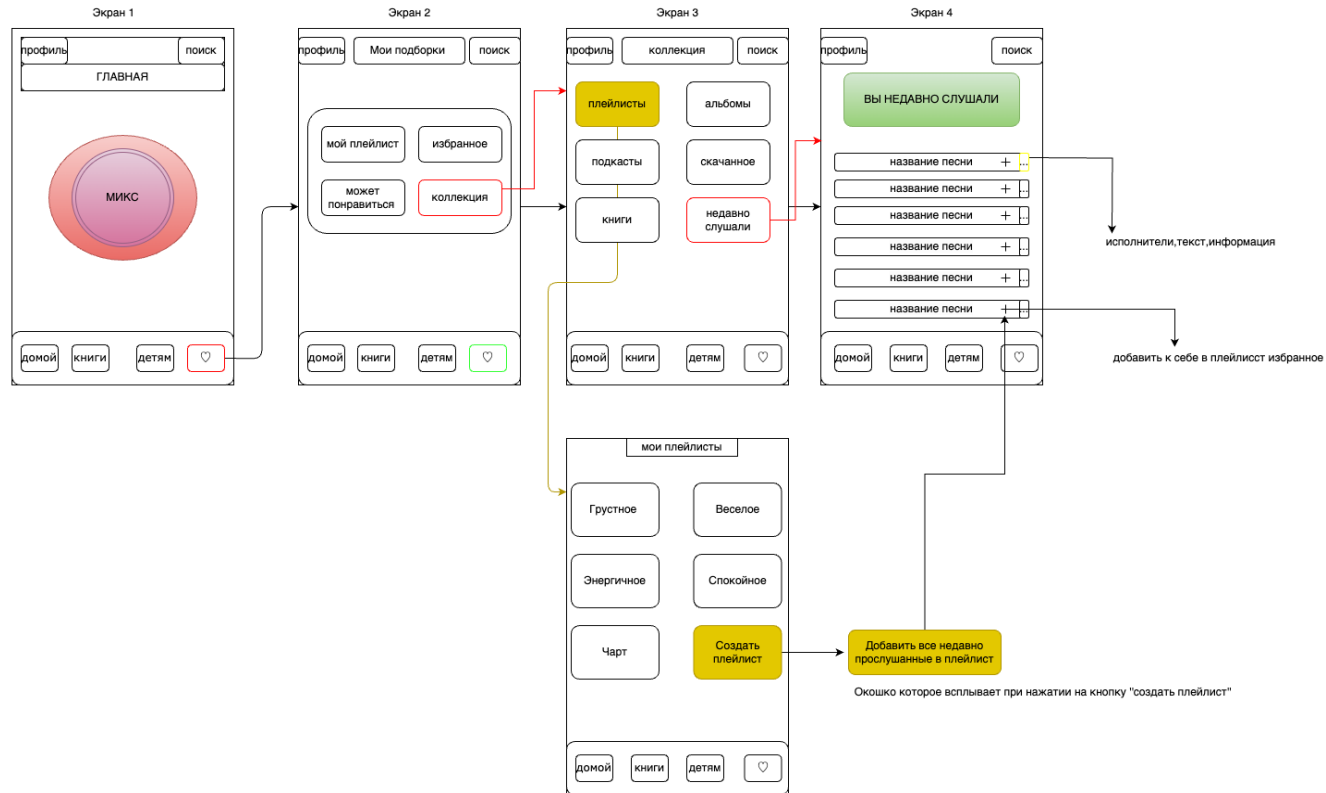 Экран 1
профиль
поиск
ГЛАВНАЯ
МИКС
домой
книги
детям
♡
Экран 2
профиль
Мои подборки
поиск
мой плейлист
избранное
может
понравиться
коллекция
домой
книги
детям
♡
Экран 3
профиль
коллекция
поиск
плейлисты
альбомы
подкасты
скачанное
книги
недавно
слушали
домой
книги
детям
♡
Экран 4
профиль
поиск
ВЫ НЕДАВНО СЛУШАЛИ
название песни + ...
название песни + ...
название песни + ...
название песни + ...
название песни + ...
название песни + ...
домой
книги
детям
♡
исполнители,текст,информация
добавить к себе в плейлисст избранное
мои плейлисты
Грустное
Веселое
Энергичное
Спокойное
Чарт
Создать
плейлист
домой
книги
детям
♡
Добавить все недавно
прослушанные в плейлист
Окошко которое всплывает при нажатии на кнопку "создать плейлист"